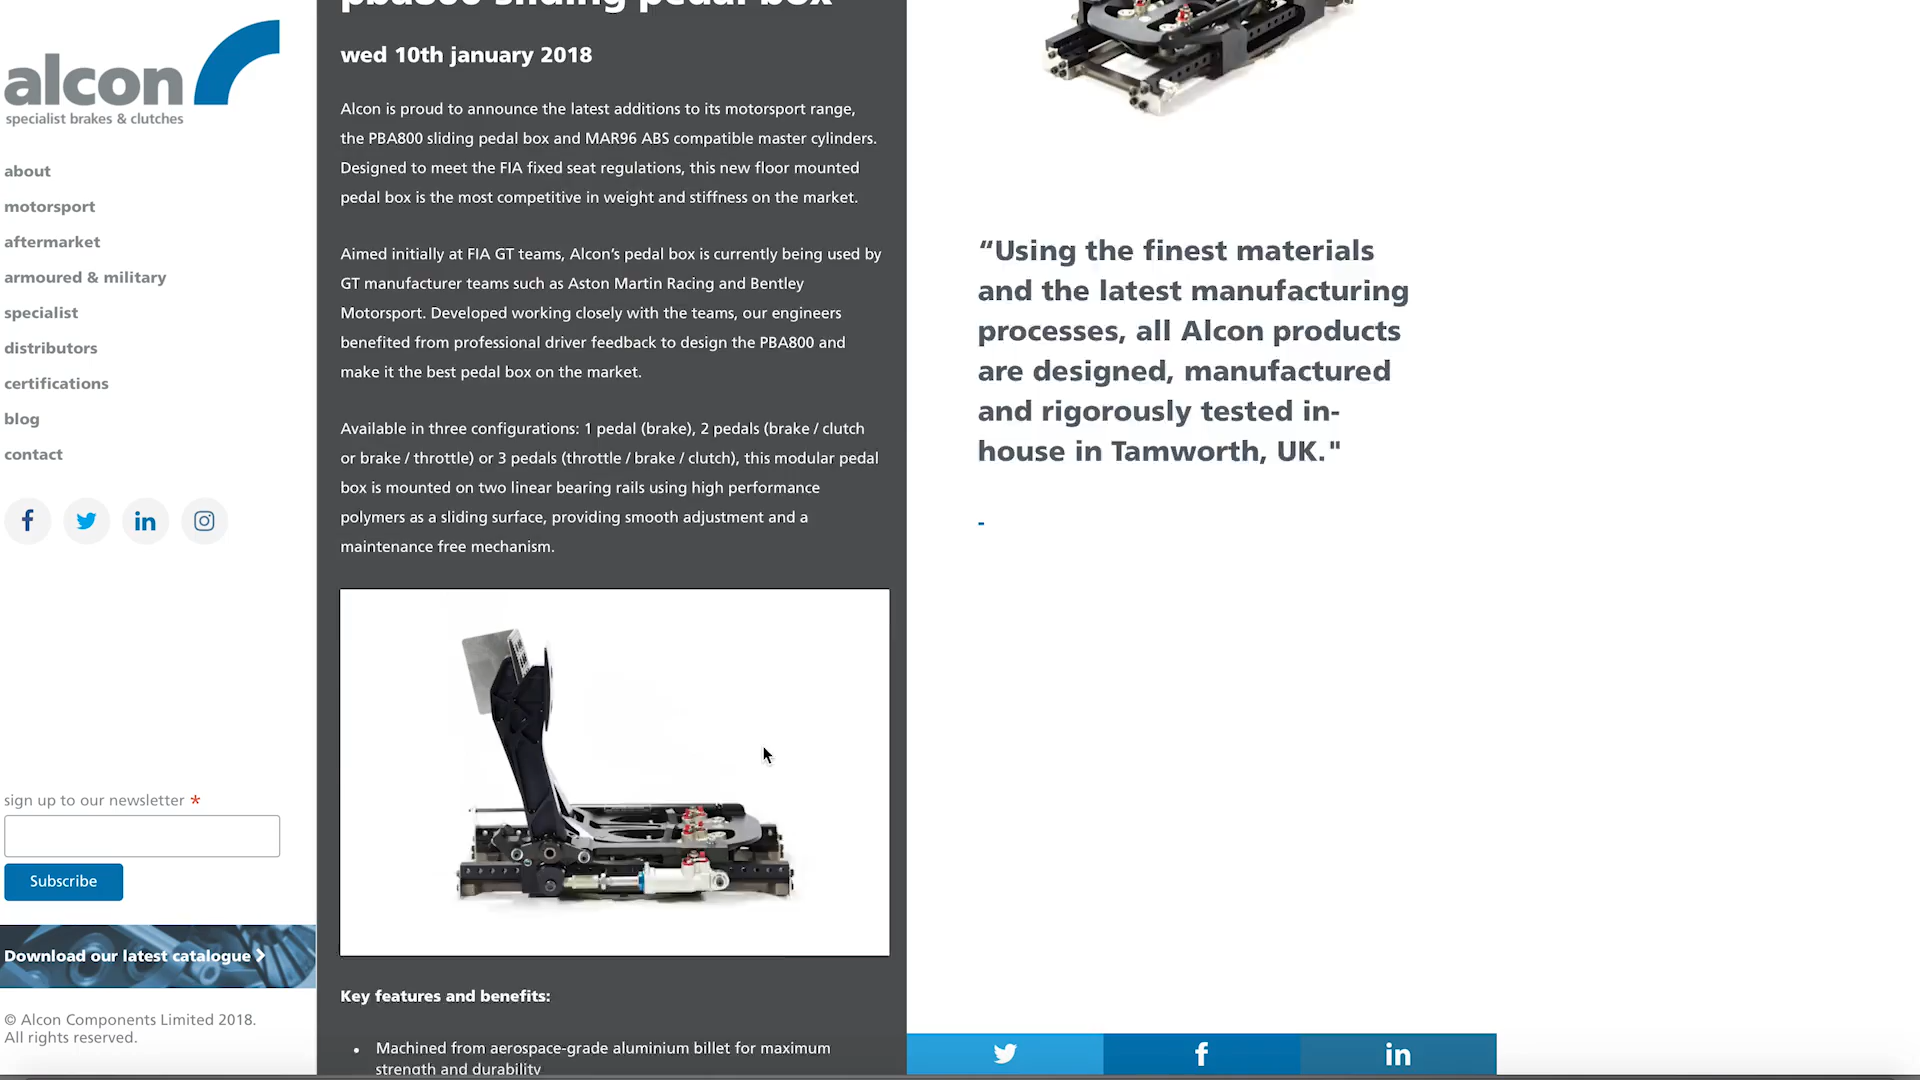 alcon
specialist brakes & clutches
about
motorsport
aftermarket
armoured & military
specialist
distributors
certifications
blog
contact
sign up to our newsletter *
Subscribe
Download our latest catalogue >
© Alcon Components Limited 2018.
All rights reserved.
pba800 sliding pedal box
wed 10th january 2018
Alcon is proud to announce the latest additions to its motorsport range,
the PBA800 sliding pedal box and MAR96 ABS compatible master cylinders.
Designed to meet the FIA fixed seat regulations, this new floor mounted
pedal box is the most competitive in weight and stiffness on the market.
Aimed initially at FIA GT teams, Alcon’s pedal box is currently being used by
GT manufacturer teams such as Aston Martin Racing and Bentley
Motorsport. Developed working closely with the teams, our engineers
benefited from professional driver feedback to design the PBA800 and
make it the best pedal box on the market.
Available in three configurations: 1 pedal (brake), 2 pedals (brake / clutch
or brake / throttle) or 3 pedals (throttle / brake / clutch), this modular pedal
box is mounted on two linear bearing rails using high performance
polymers as a sliding surface, providing smooth adjustment and a
maintenance free mechanism.
Key features and benefits:
• Machined from aerospace-grade aluminium billet for maximum
strength and durability
“Using the finest materials
and the latest manufacturing
processes, all Alcon products
are designed, manufactured
and rigorously tested in-
house in Tamworth, UK."
-